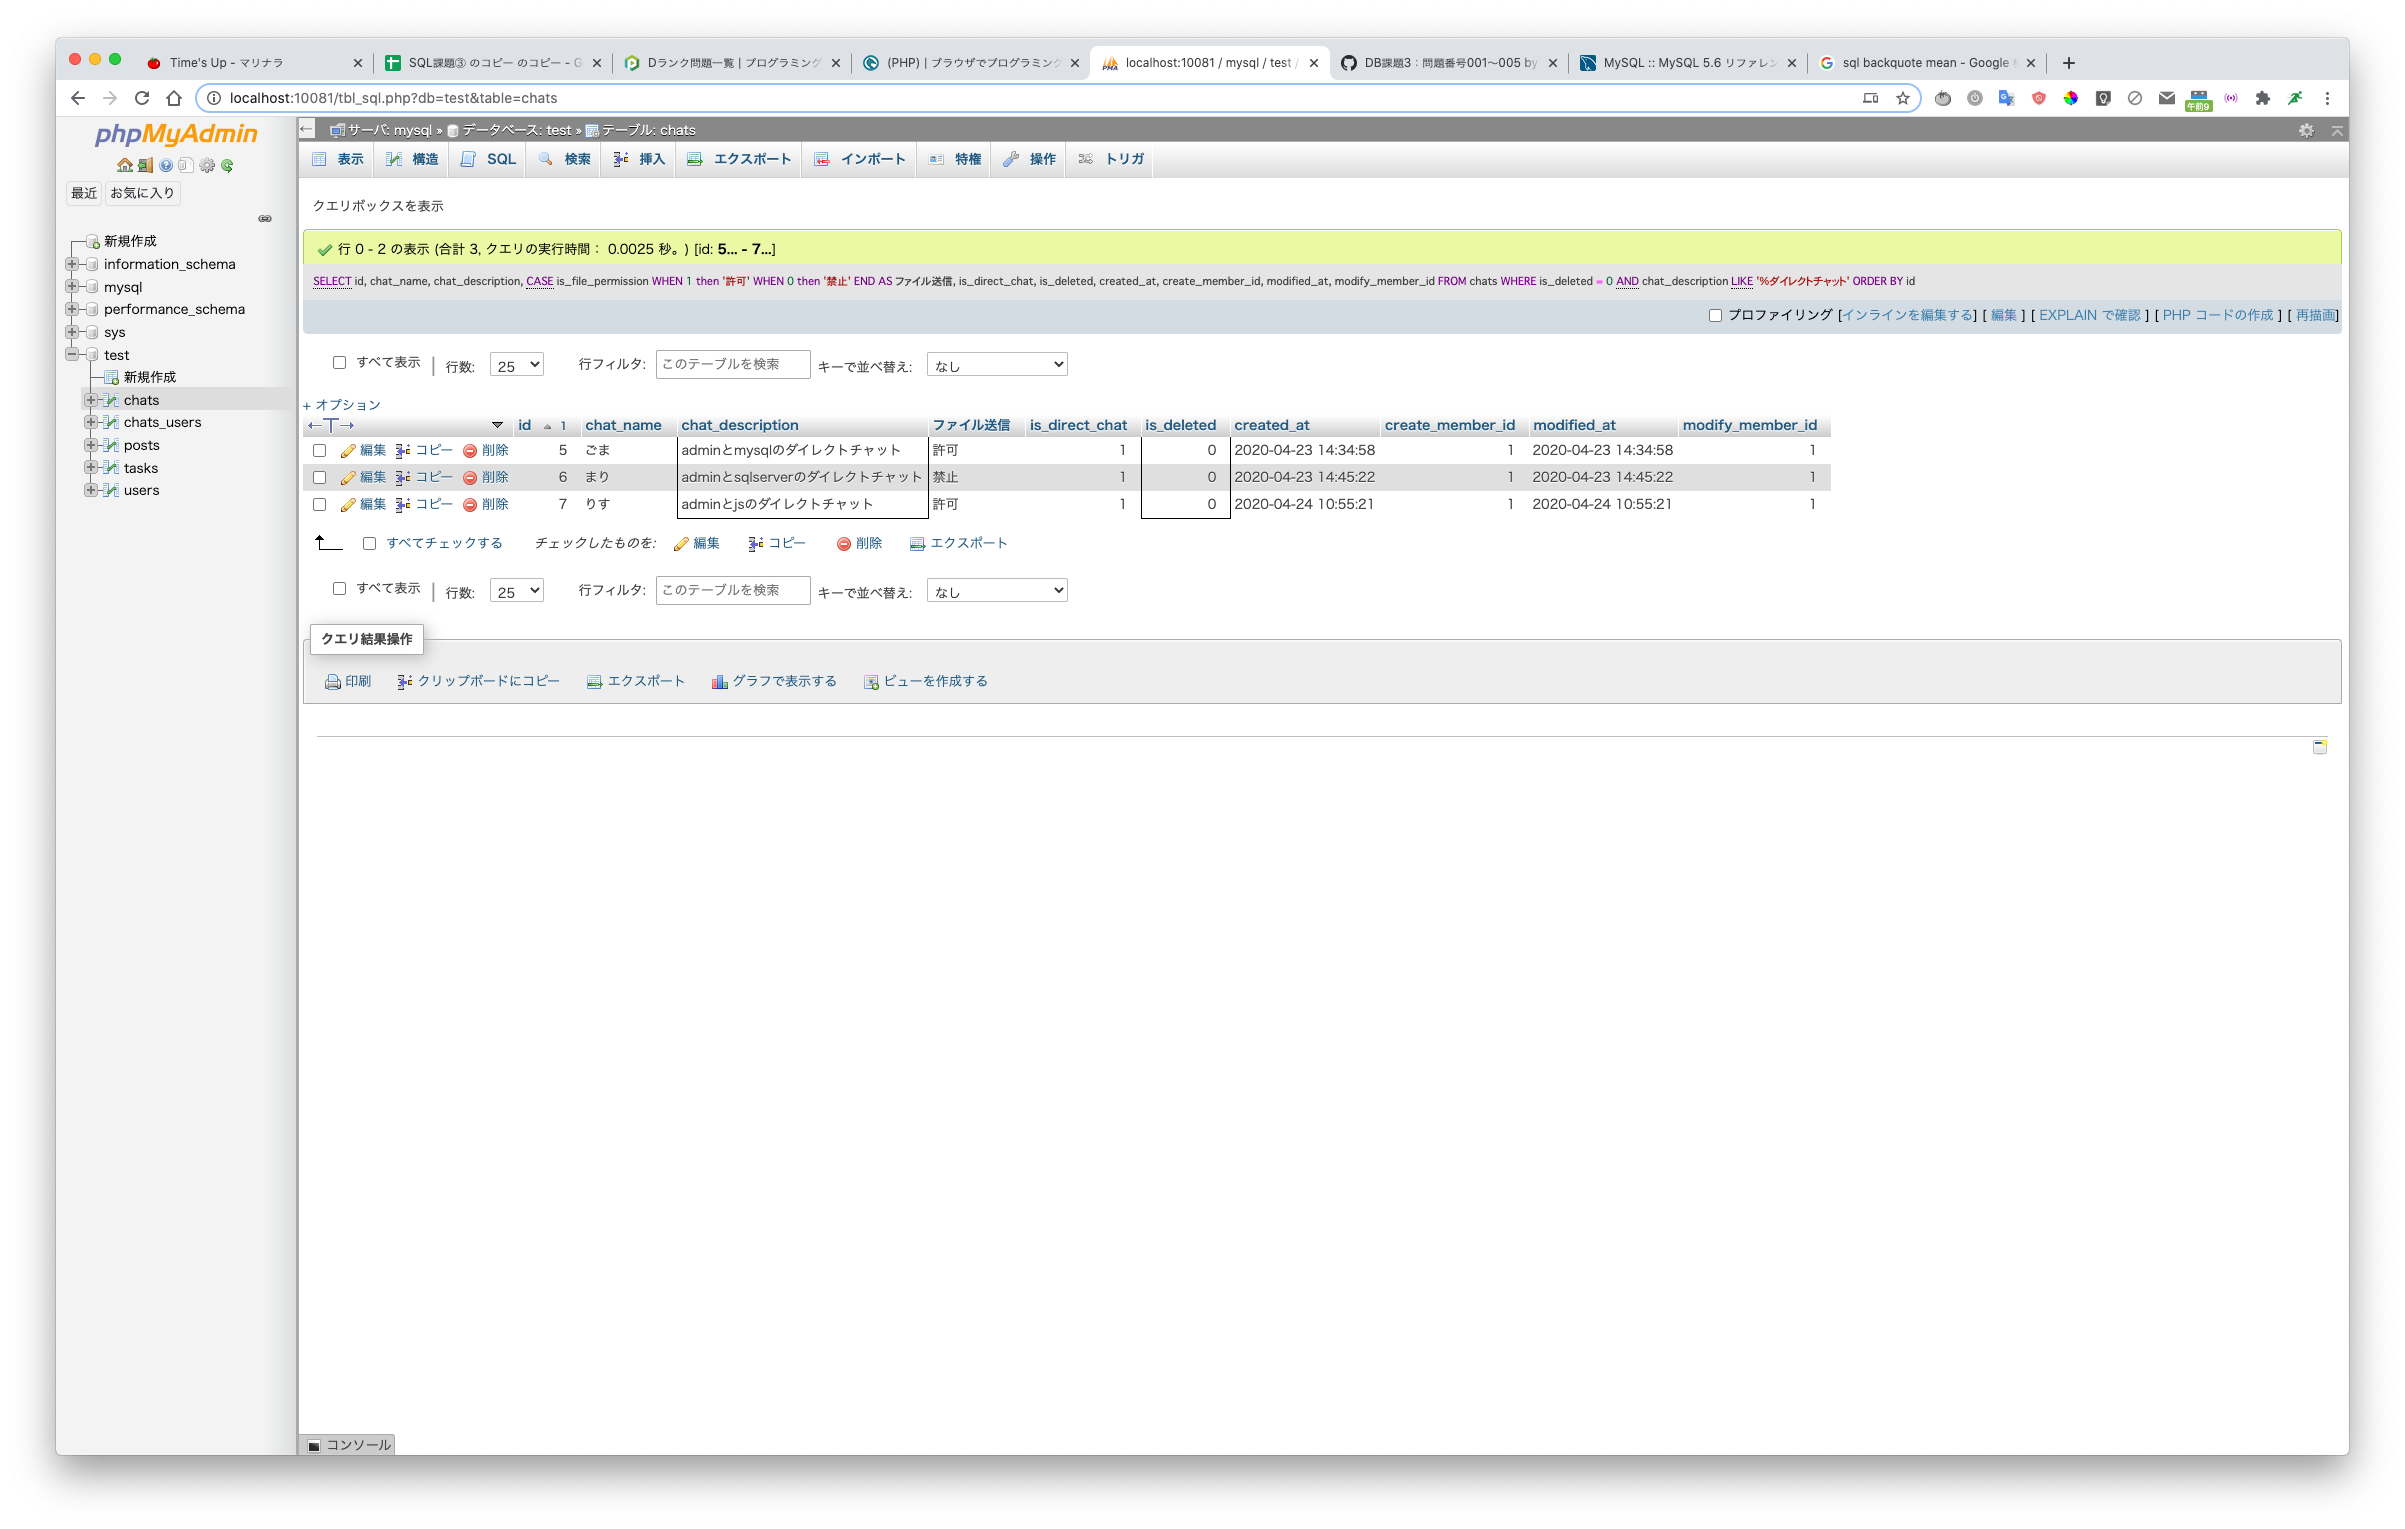 Time's Up - マリナラ
SQL課題③ のコピー のコピー - G
Dランク問題一覧 | プログラミング
(PHP) | ブラウザでプログラミング
localhost:10081 / mysql / test /
DB課題3：問題番号001〜005 by
MySQL :: MySQL 5.6 リファレン
sql backquote mean - Google
localhost:10081/tbl_sql.php?db=test&table=chats
午前9
phpMyAdmin
最近 お気に入り
新規作成
information_schema
mysql
performance_schema
sys
test
新規作成
chats
chats_users
posts
tasks
users
サーバ: mysql » データベース: test » テーブル: chats
表示 構造 SQL 検索 挿入 エクスポート インポート 特権 操作 トリガ
クエリボックスを表示
行 0 - 2 の表示 (合計 3, クエリの実行時間： 0.0025 秒。) [id: 5... - 7...]
SELECT id, chat_name, chat_description, CASE is_file_permission WHEN 1 then '許可' WHEN 0 then '禁止' END AS ファイル送信, is_direct_chat, is_deleted, created_at, create_member_id, modified_at, modify_member_id FROM chats WHERE is_deleted = 0 AND chat_description LIKE '%ダイレクトチャット' ORDER BY id
プロファイリング [インラインを編集する] [ 編集 ] [ EXPLAIN で確認 ] [ PHP コードの作成 ] [ 再描画]
すべて表示 | 行数: 25 行フィルタ: このテーブルを検索 キーで並べ替え: なし
+ オプション
←T→ id 1 chat_name chat_description ファイル送信 is_direct_chat is_deleted created_at create_member_id modified_at modify_member_id
編集 コピー 削除 5 ごま adminとmysqlのダイレクトチャット 許可 1 0 2020-04-23 14:34:58 1 2020-04-23 14:34:58 1
編集 コピー 削除 6 まり adminとsqlserverのダイレクトチャット 禁止 1 0 2020-04-23 14:45:22 1 2020-04-23 14:45:22 1
編集 コピー 削除 7 りす adminとjsのダイレクトチャット 許可 1 0 2020-04-24 10:55:21 1 2020-04-24 10:55:21 1
すべてチェックする チェックしたものを: 編集 コピー 削除 エクスポート
すべて表示 | 行数: 25 行フィルタ: このテーブルを検索 キーで並べ替え: なし
クエリ結果操作
印刷 クリップボードにコピー エクスポート グラフで表示する ビューを作成する
コンソール